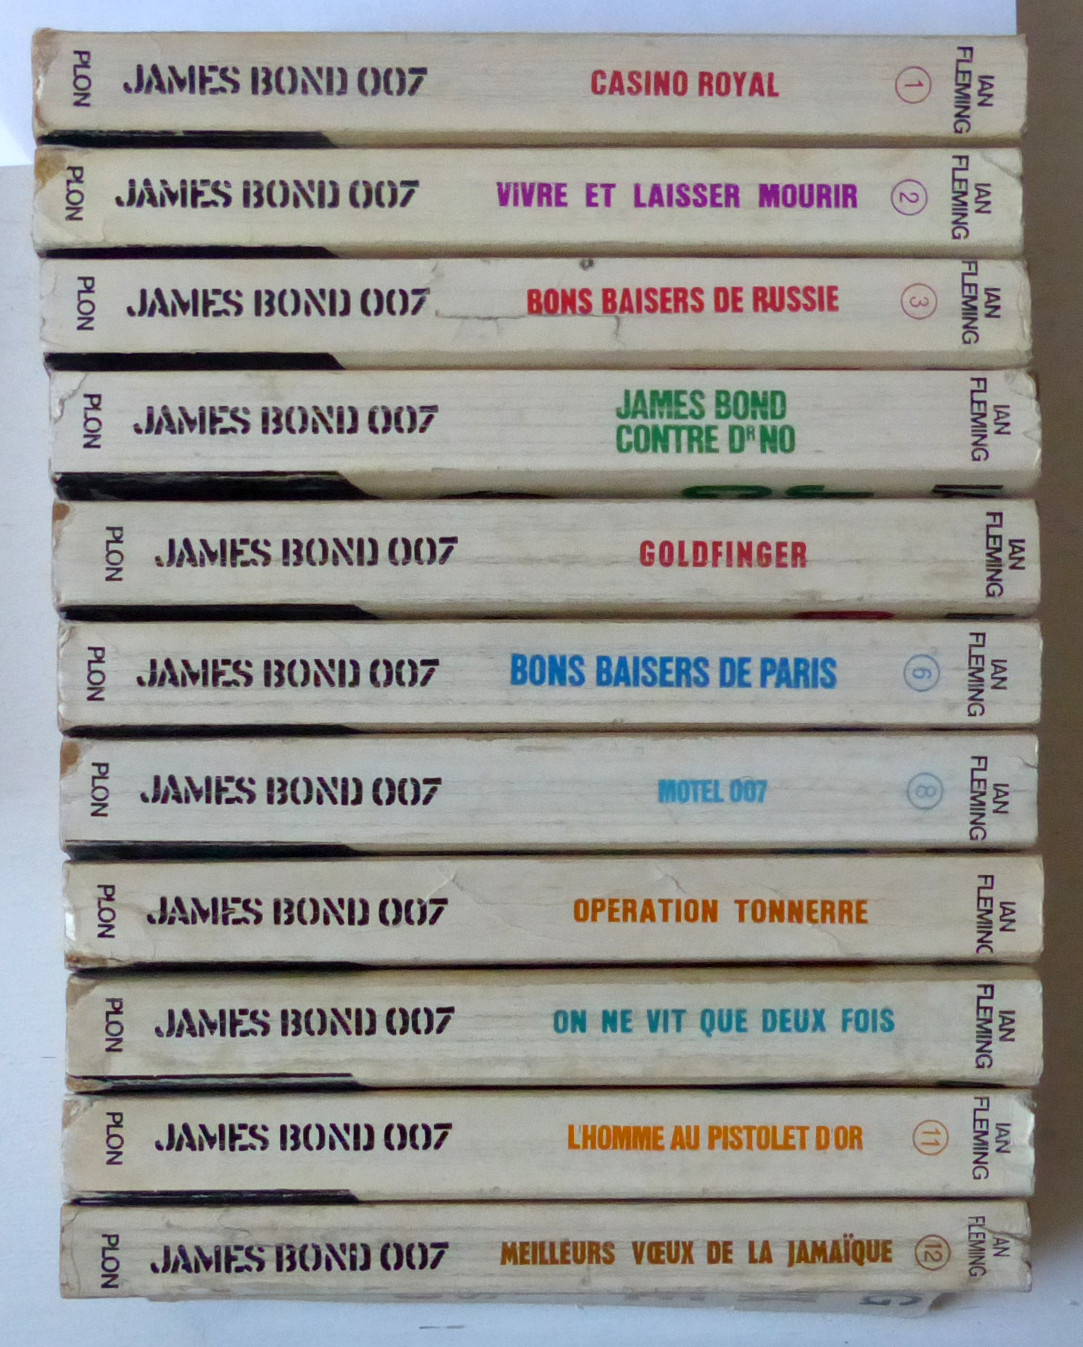 PLON JAMES BOND 007 CASINO ROYAL 1 IAN FLEMING
PLON JAMES BOND 007 VIVRE ET LAISSER MOURIR 2 IAN FLEMING
PLON JAMES BOND 007 BONS BAISERS DE RUSSIE 3 IAN FLEMING
PLON JAMES BOND 007 JAMES BOND
CONTRE DR NO IAN FLEMING
PLON JAMES BOND 007 GOLDFINGER IAN FLEMING
PLON JAMES BOND 007 BONS BAISERS DE PARIS 6 IAN FLEMING
PLON JAMES BOND 007 MOTEL 007 8 IAN FLEMING
PLON JAMES BOND 007 OPERATION TONNERRE IAN FLEMING
PLON JAMES BOND 007 ON NE VIT QUE DEUX FOIS IAN FLEMING
PLON JAMES BOND 007 L'HOMME AU PISTOLET D'OR 11 IAN FLEMING
PLON JAMES BOND 007 MEILLEURS VŒUX DE LA JAMAÏQUE 12 IAN FLEMING